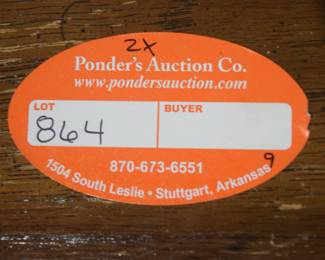 2X
Ponder's Auction Co.
www.pondersauction.com
LOT
BUYER
864
870-673-6551
9
1504 South Leslie • Stuttgart, Arkansas